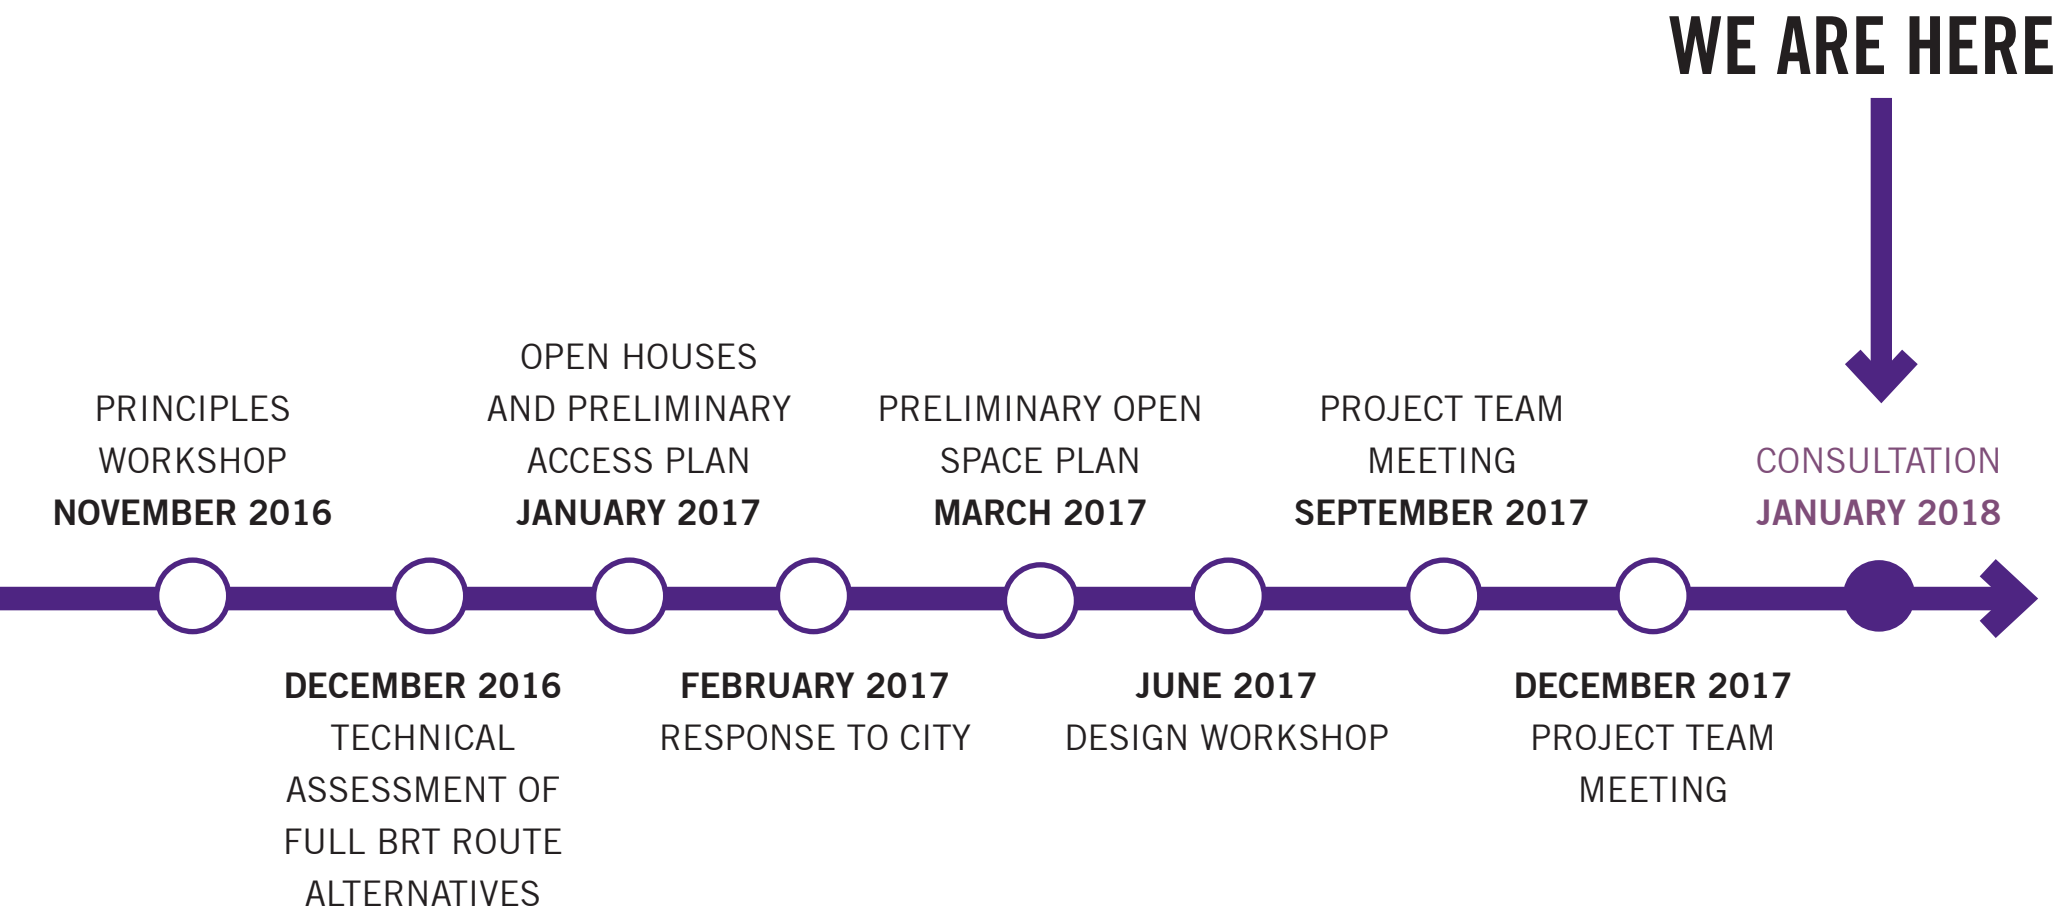 WE ARE HERE
PRINCIPLES
WORKSHOP
NOVEMBER 2016
DECEMBER 2016
TECHNICAL
ASSESSMENT OF
FULL BRT ROUTE
ALTERNATIVES
OPEN HOUSES
AND PRELIMINARY
ACCESS PLAN
JANUARY 2017
FEBRUARY 2017
RESPONSE TO CITY
PRELIMINARY OPEN
SPACE PLAN
MARCH 2017
JUNE 2017
DESIGN WORKSHOP
PROJECT TEAM
MEETING
SEPTEMBER 2017
DECEMBER 2017
PROJECT TEAM
MEETING
CONSULTATION
JANUARY 2018